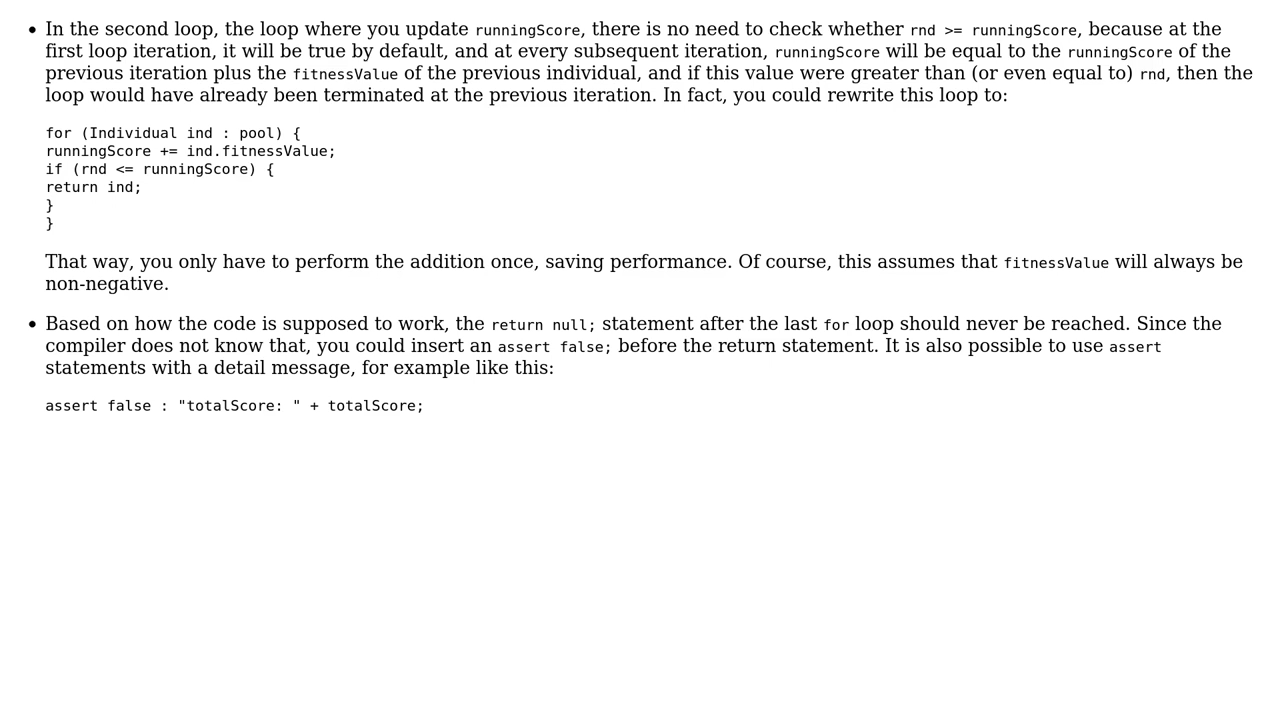 • In the second loop, the loop where you update runningScore, there is no need to check whether rnd >= runningScore, because at the
first loop iteration, it will be true by default, and at every subsequent iteration, runningScore will be equal to the runningScore of the
previous iteration plus the fitnessValue of the previous individual, and if this value were greater than (or even equal to) rnd, then the
loop would have already been terminated at the previous iteration. In fact, you could rewrite this loop to:
for (Individual ind : pool) {
runningScore += ind.fitnessValue;
if (rnd <= runningScore) {
return ind;
}
}
That way, you only have to perform the addition once, saving performance. Of course, this assumes that fitnessValue will always be
non-negative.
• Based on how the code is supposed to work, the return null; statement after the last for loop should never be reached. Since the
compiler does not know that, you could insert an assert false; before the return statement. It is also possible to use assert
statements with a detail message, for example like this:
assert false : "totalScore: " + totalScore;